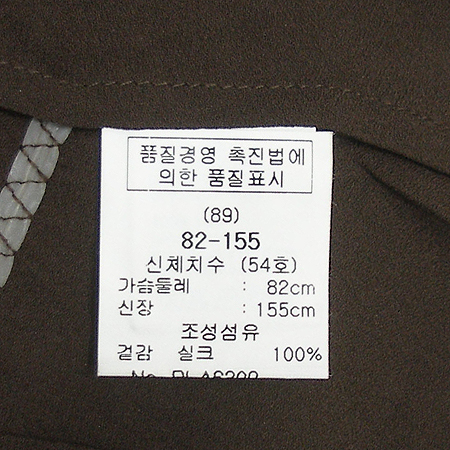 품질경영 촉진법에
의한 품질표시
(89)
82-155
신체치수 (54호)
가슴둘레 : 82cm
신장 : 155cm
조성섬유
겉감 실크 100%
No.